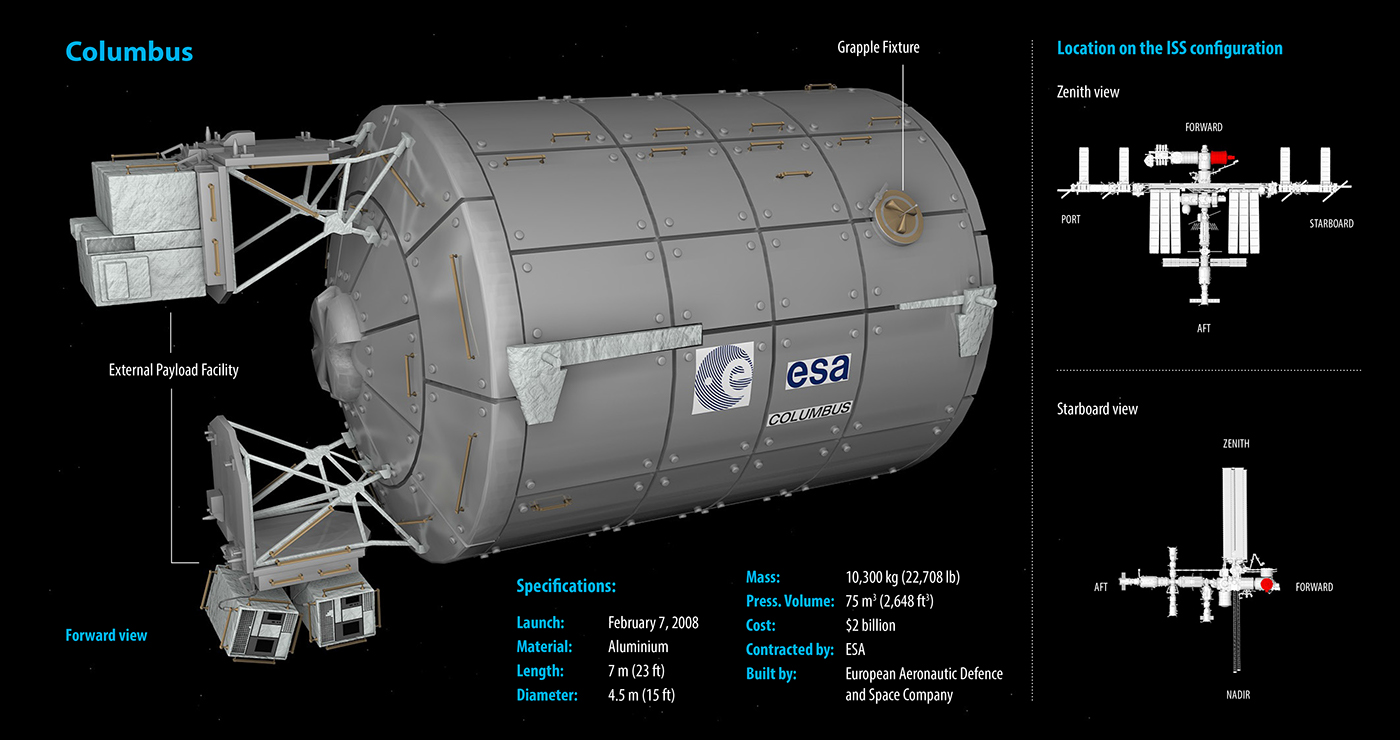 Columbus
Grapple Fixture
External Payload Facility
esa
COLUMBUS
Forward view
Specifications:
Launch: February 7, 2008
Material: Aluminium
Length: 7 m (23 ft)
Diameter: 4.5 m (15 ft)
Mass: 10,300 kg (22,708 lb)
Press. Volume: 75 m³ (2,648 ft³)
Cost: $2 billion
Contracted by: ESA
Built by: European Aeronautic Defence
and Space Company
Location on the ISS configuration
Zenith view
FORWARD
PORT
STARBOARD
AFT
Starboard view
ZENITH
AFT
FORWARD
NADIR